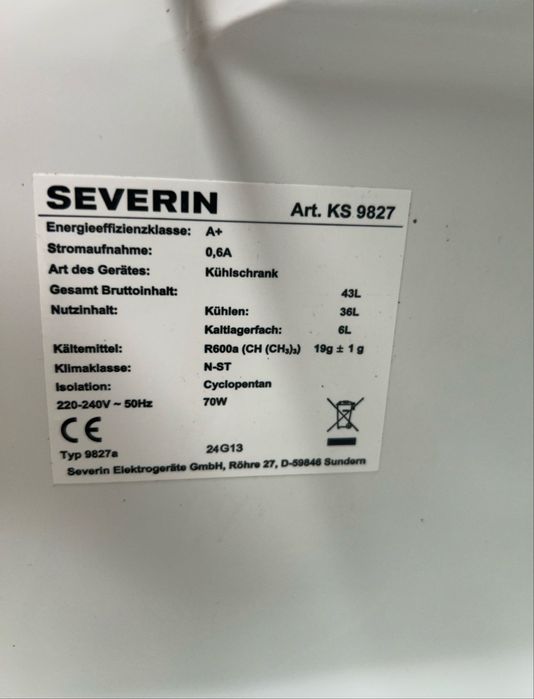 SEVERIN Art. KS 9827
Energieeffizienzklasse: A+
Stromaufnahme: 0,6A
Art des Gerätes: Kühlschrank
Gesamt Bruttoinhalt: 43L
Nutzinhalt: Kühlen: 36L
Kaltlagerfach: 6L
Kältemittel: R600a (CH (CH₃)₃) 19g ± 1 g
Klimaklasse: N-ST
Isolation: Cyclopentan
220-240V ~ 50Hz 70W
CE
Typ 9827a 24G13
Severin Elektrogeräte GmbH, Röhre 27, D-59846 Sundern